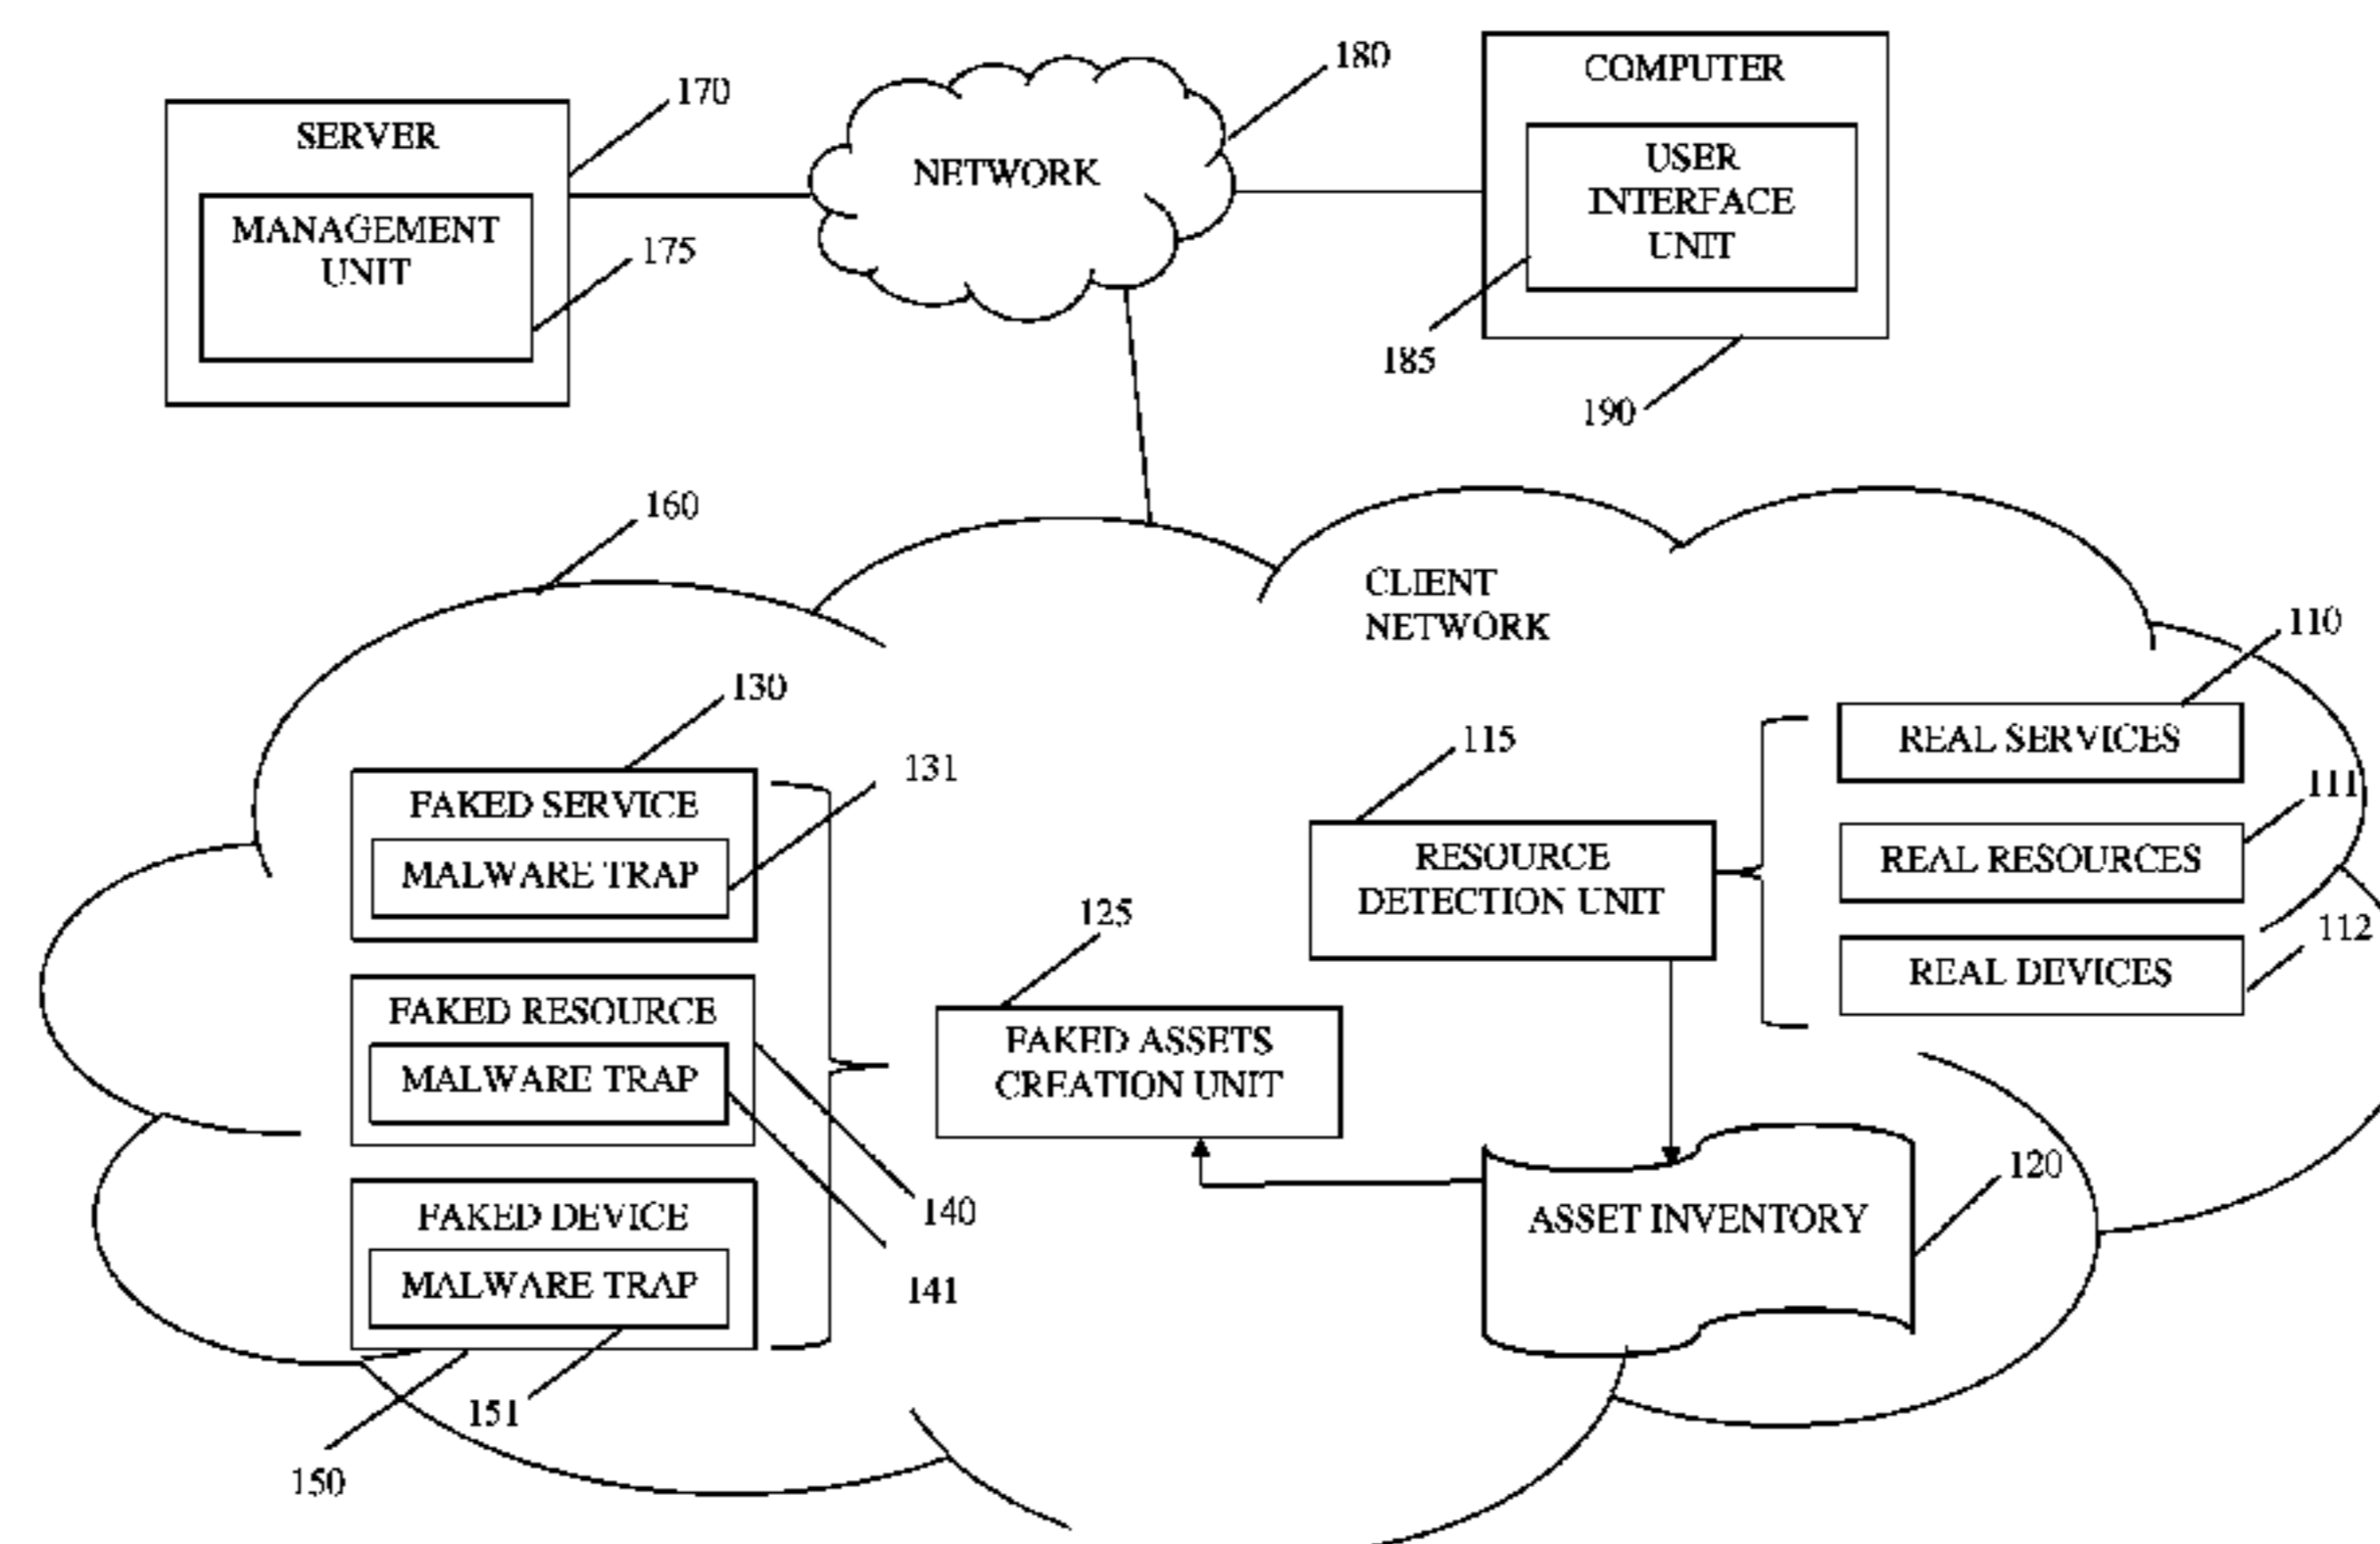 180
COMPUTER
170
SERVER
USER
NETWORK
INTERFACE
MANAGEMENT
UNIT
175
UNIT
185
190
160
CLIENT
NETWORK
110
130
REAL SERVICES
115
131
111
FAKED SERVICE
RESOURCE
REAL RESOURCES
MALWARE TRAP
DETECTION UNIT
125
112
REAL DEVICES
FAKED RESOURCE
FAKED ASSETS
MALWARE TRAP
CREATION UNIT
120
140
FAKED DEVICE
ASSET INVENTORY
MALWARE TRAP
141
151
150